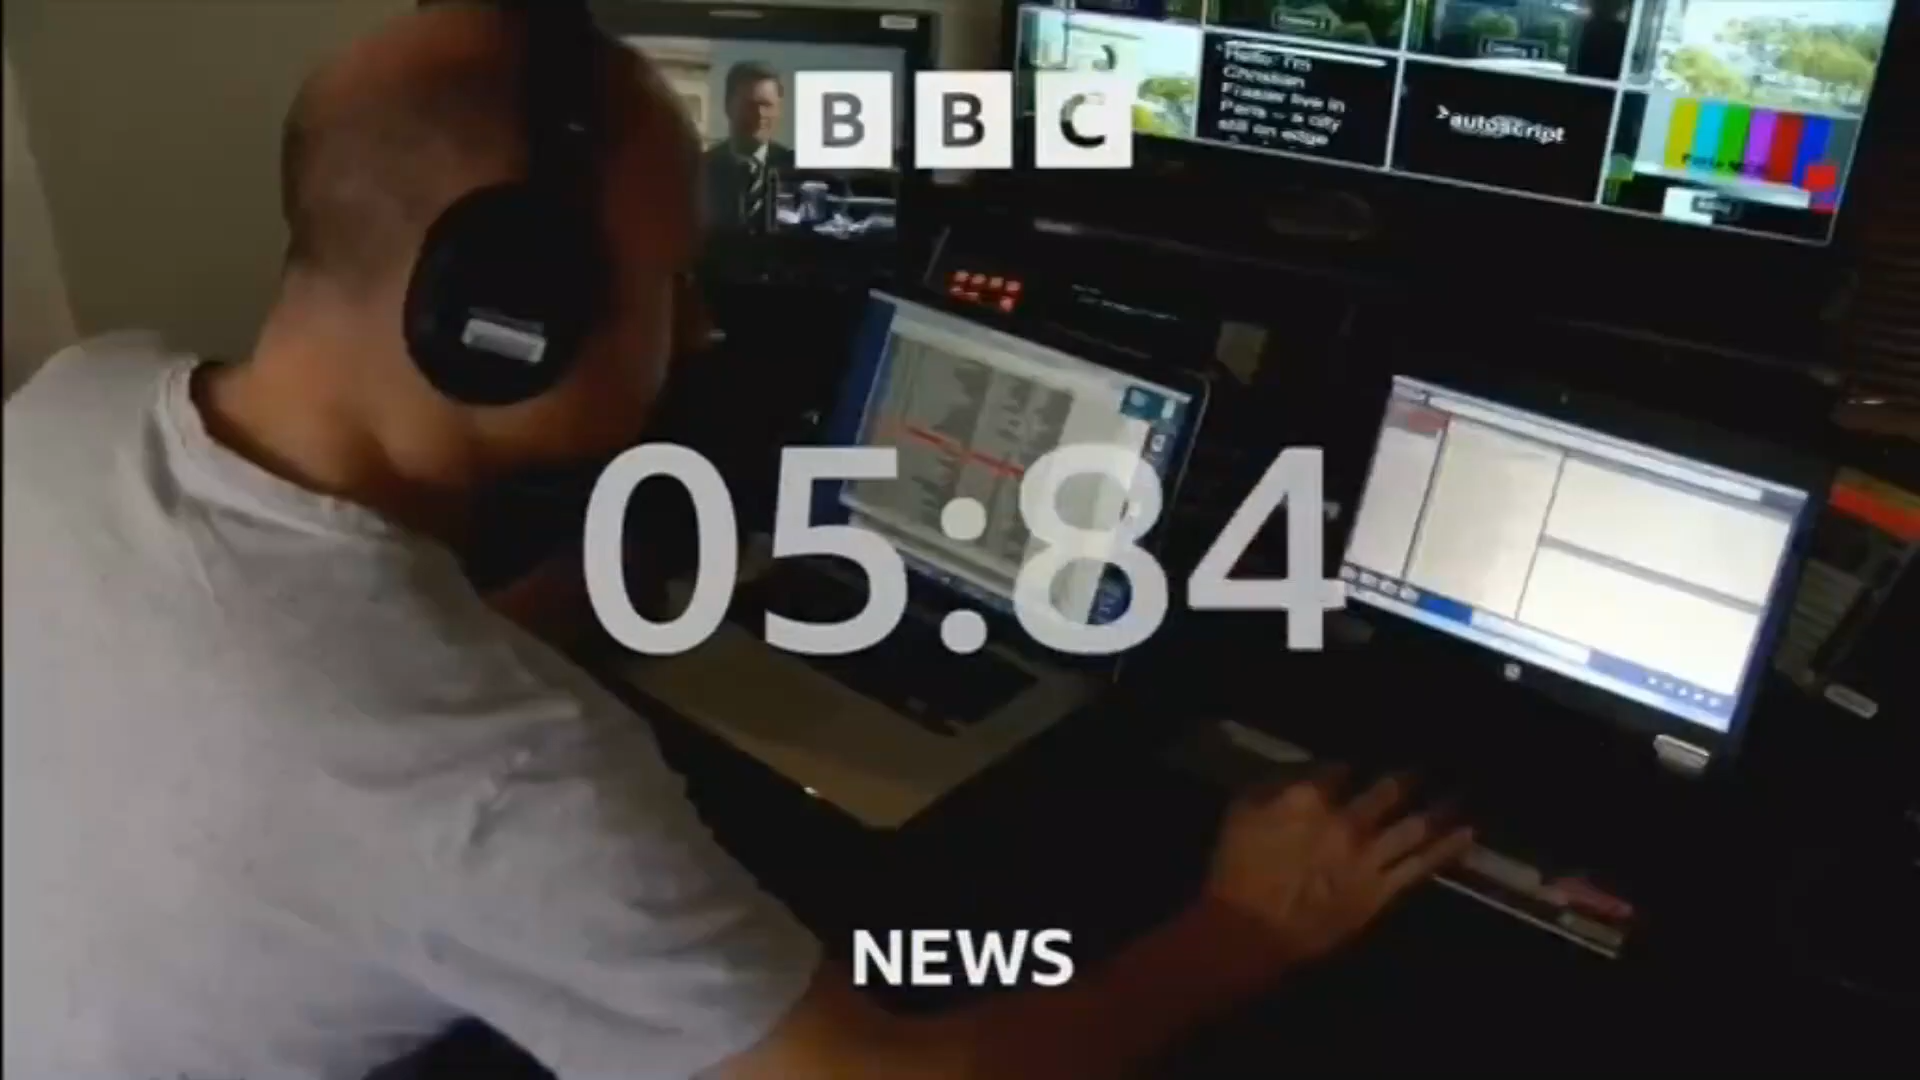 BBC
Hello. I'm
Christian
Fraser live in
Paris – a city
still on edge
>autoscript
05:84
NEWS